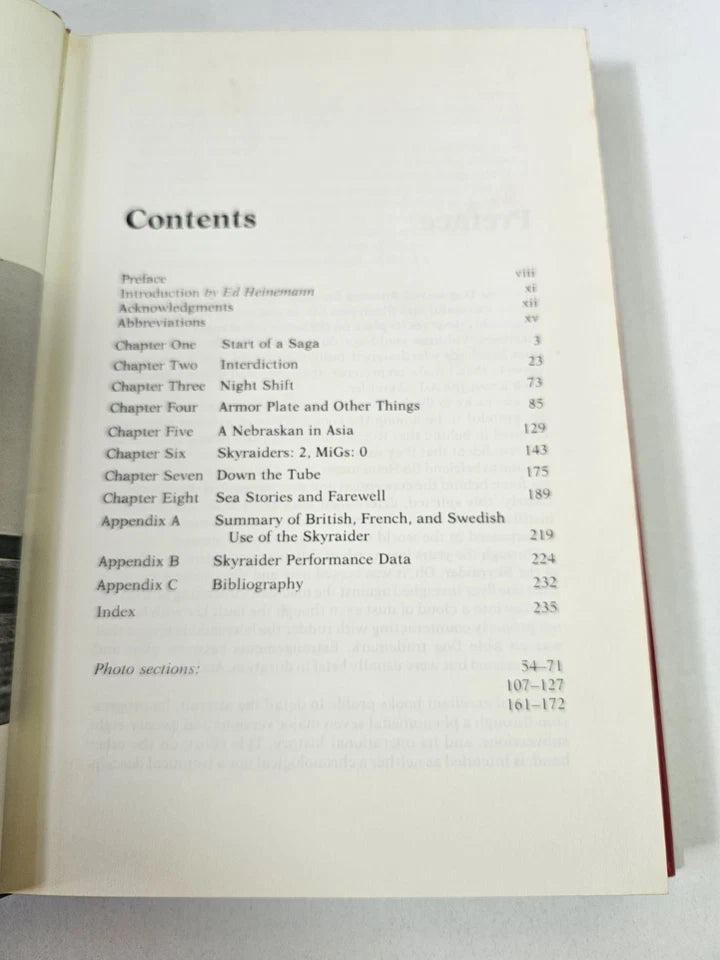 Contents
Preface viii
Introduction by Ed Heinemann xi
Acknowledgments xii
Abbreviations xv
Chapter One Start of a Saga 3
Chapter Two Interdiction 23
Chapter Three Night Shift 73
Chapter Four Armor Plate and Other Things 85
Chapter Five A Nebraskan in Asia 129
Chapter Six Skyraiders: 2, MiGs: 0 143
Chapter Seven Down the Tube 175
Chapter Eight Sea Stories and Farewell 189
Appendix A Summary of British, French, and Swedish
Use of the Skyraider 219
Appendix B Skyraider Performance Data 224
Appendix C Bibliography 232
Index 235
Photo sections: 54–71
107–127
161–172